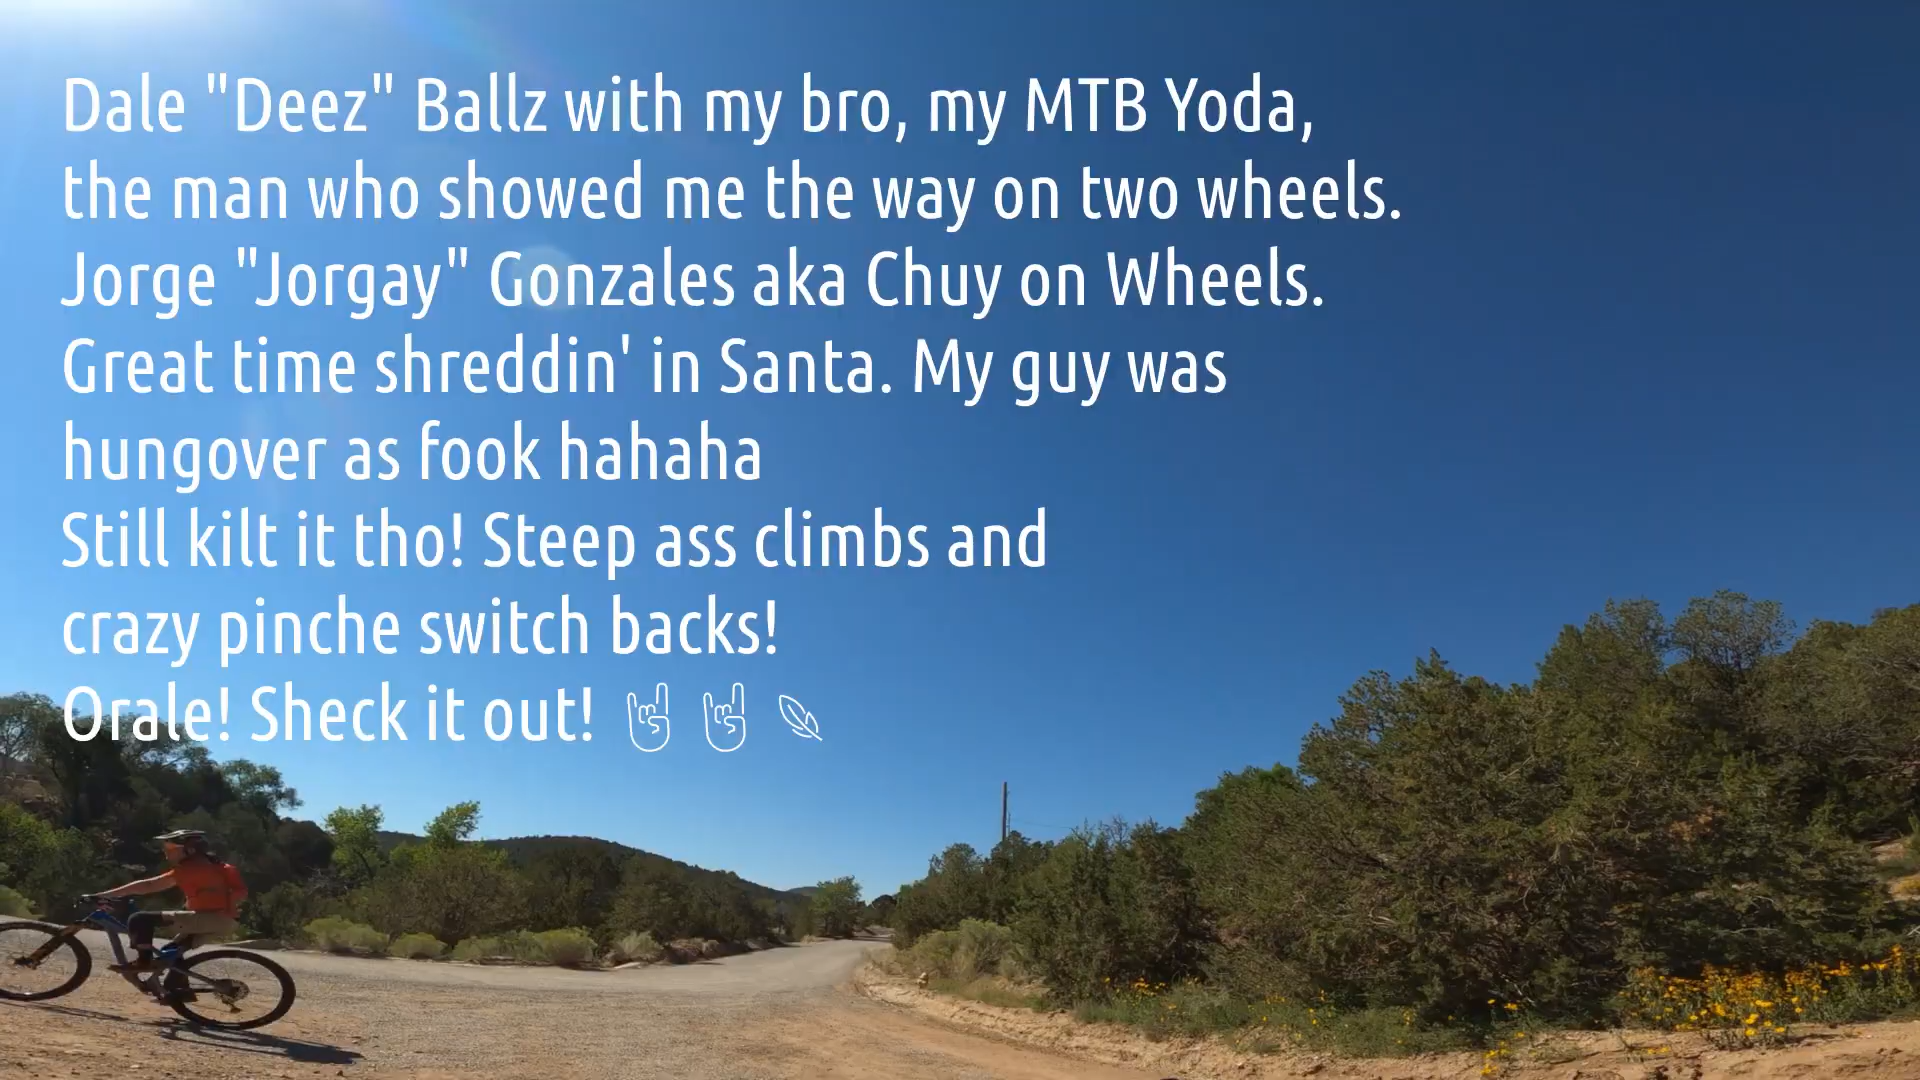 Dale "Deez" Ballz with my bro, my MTB Yoda,
the man who showed me the way on two wheels.
Jorge "Jorgay" Gonzales aka Chuy on Wheels.
Great time shreddin' in Santa. My guy was
hungover as fook hahaha
Still kilt it tho! Steep ass climbs and
crazy pinche switch backs!
Orale! Sheck it out! 🤘 🤘 🍃